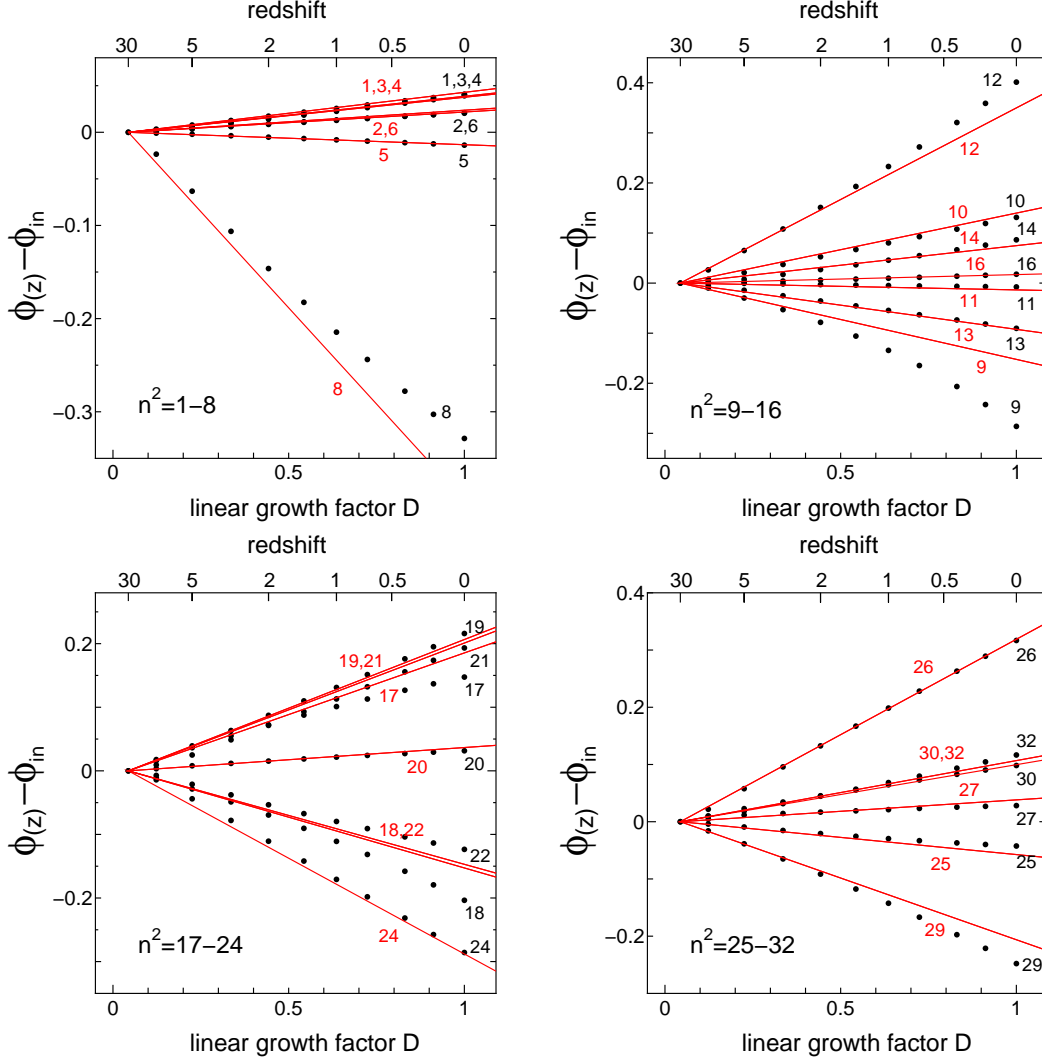 redshift
30 5 2 1 0.5 0
1,3,4 1,3,4
0
2,6 2,6
5 5
−0.1
−0.2
8
−0.3
8
n²=1−8
ϕ(z)−ϕin
0 0.5 1
linear growth factor D
redshift
30 5 2 1 0.5 0
0.4
12
12
0.2
10 10
14 14
16 16
0
11 11
13 13
9
−0.2
9
n²=9−16
ϕ(z)−ϕin
0 0.5 1
linear growth factor D
redshift
30 5 2 1 0.5 0
0.2
19
19,21
21
17 17
0
20 20
18,22
22
−0.2
18
24 24
n²=17−24
ϕ(z)−ϕin
0 0.5 1
linear growth factor D
redshift
30 5 2 1 0.5 0
0.4
26 26
0.2
30,32 32
27 30
27
0
25 25
−0.2
29 29
n²=25−32
ϕ(z)−ϕin
0 0.5 1
linear growth factor D